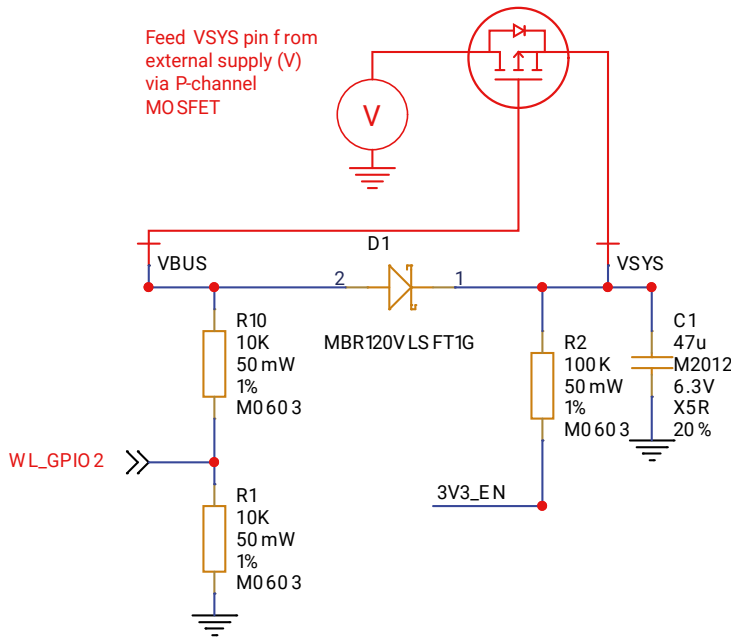 Feed VSYS pin from
external supply (V)
via P-channel
MOSFET
V
D1
VBUS
VSYS
2
1
MBR120VLSFT1G
R10
10K
50mW
1%
M0603
R2
100K
50mW
1%
M0603
C1
47u
M2012
6.3V
X5R
20%
WL_GPIO2
3V3_EN
R1
10K
50mW
1%
M0603